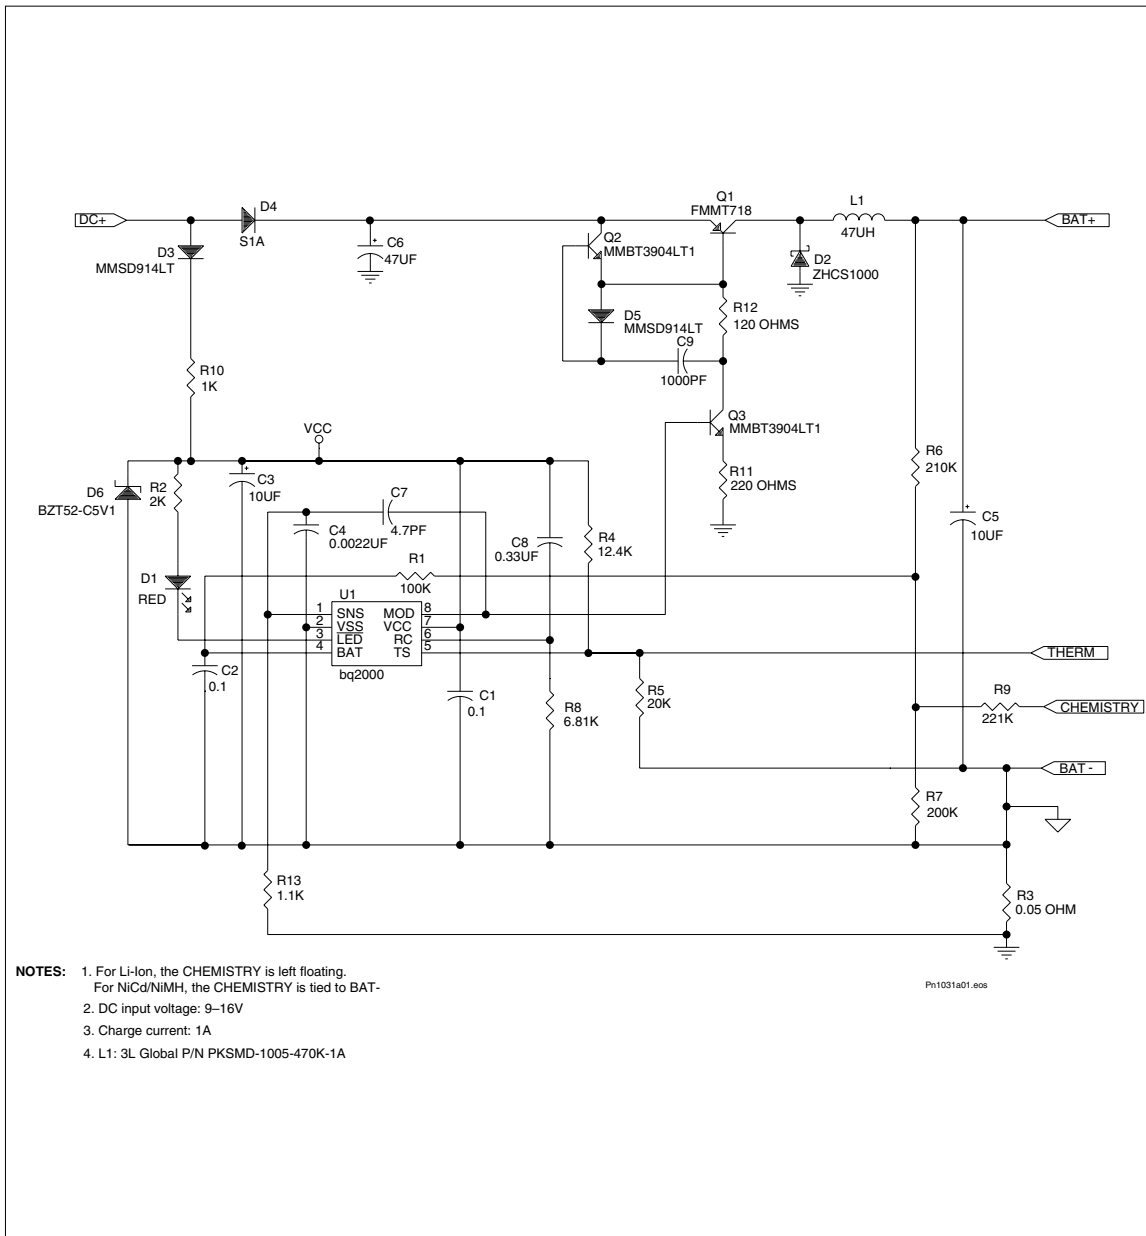 DC+
D4
S1A
D3
MMSD914LT
C6
47UF
Q1
FMMT718
Q2
MMBT3904LT1
L1
47UH
BAT+
D2
ZHCS1000
D5
MMSD914LT
R12
120 OHMS
C9
1000PF
R10
1K
Q3
MMBT3904LT1
VCC
R6
210K
R11
220 OHMS
D6
BZT52-C5V1
R2
2K
C3
10UF
C7
4.7PF
C4
0.0022UF
C8
0.33UF
R4
12.4K
C5
10UF
R1
100K
D1
RED
U1
1 SNS MOD 8
2 VSS VCC 7
3 LED RC 6
4 BAT TS 5
bq2000
THERM
C2
0.1
C1
0.1
R8
6.81K
R5
20K
R9
221K
CHEMISTRY
BAT -
R7
200K
R13
1.1K
R3
0.05 OHM
NOTES: 1. For Li-Ion, the CHEMISTRY is left floating.
For NiCd/NiMH, the CHEMISTRY is tied to BAT-
2. DC input voltage: 9–16V
3. Charge current: 1A
4. L1: 3L Global P/N PKSMD-1005-470K-1A
Pn1031a01.eos